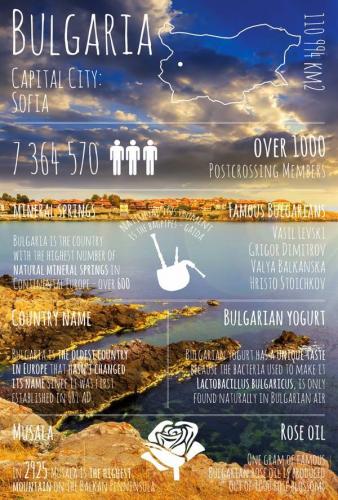 BULGARIA
110 994 KM2
CAPITAL CITY:
SOFIA
7 364 570
OVER 1000
POSTCROSSING MEMBERS
MINERAL SPRINGS
BULGARIA IS THE COUNTRY
WITH THE HIGHEST NUMBER OF
NATURAL MINERAL SPRINGS IN
CONTINENTAL EUROPE - OVER 600
NATIONAL INSTRUMENT
IS THE BAGPIPES - GAIDA
FAMOUS BULGARIANS
VASIL LEVSKI
GRIGOR DIMITROV
VALYA BALKANSKA
HRISTO STOICHKOV
COUNTRY NAME
BULGARIA IS THE OLDEST COUNTRY
IN EUROPE THAT HASN'T CHANGED
ITS NAME SINCE IT WAS FIRST
ESTABLISHED IN 681 AD
BULGARIAN YOGURT
BULGARIAN YOGURT HAS A UNIQUE TASTE
BECAUSE THE BACTERIA USED TO MAKE IT
LACTOBACILLUS BULGARICUS, IS ONLY
FOUND NATURALLY IN BULGARIAN AIR
MUSALA
IN 2925 MUSALA IS THE HIGHEST
MOUNTAIN ON THE BALKAN PENINSULA
ROSE OIL
ONE GRAM OF FAMOUS
BULGARIAN ROSE OIL IS PRODUCED
OUT OF 1000 ROSE BLOSSOMS